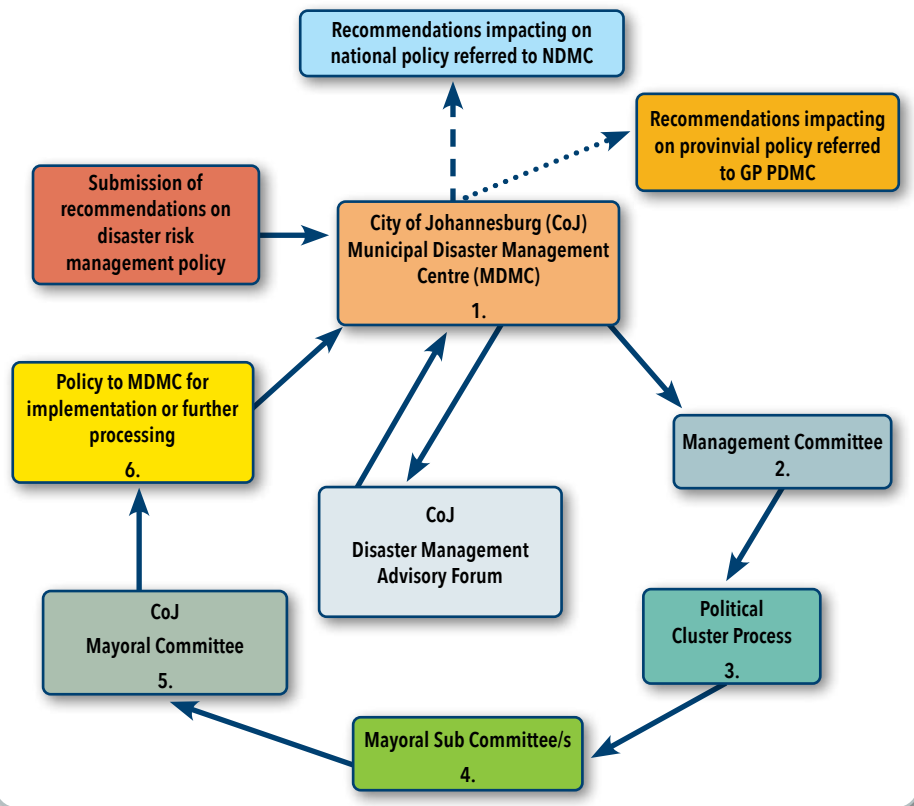 Recommendations impacting on
national policy referred to NDMC
Recommendations impacting
on provinvial policy referred
to GP PDMC
Submission of
recommendations on
disaster risk
management policy
City of Johannesburg (CoJ)
Municipal Disaster Management
Centre (MDMC)
1.
Policy to MDMC for
implementation or further
processing
6.
Management Committee
2.
CoJ
Disaster Management
Advisory Forum
CoJ
Mayoral Committee
5.
Political
Cluster Process
3.
Mayoral Sub Committee/s
4.